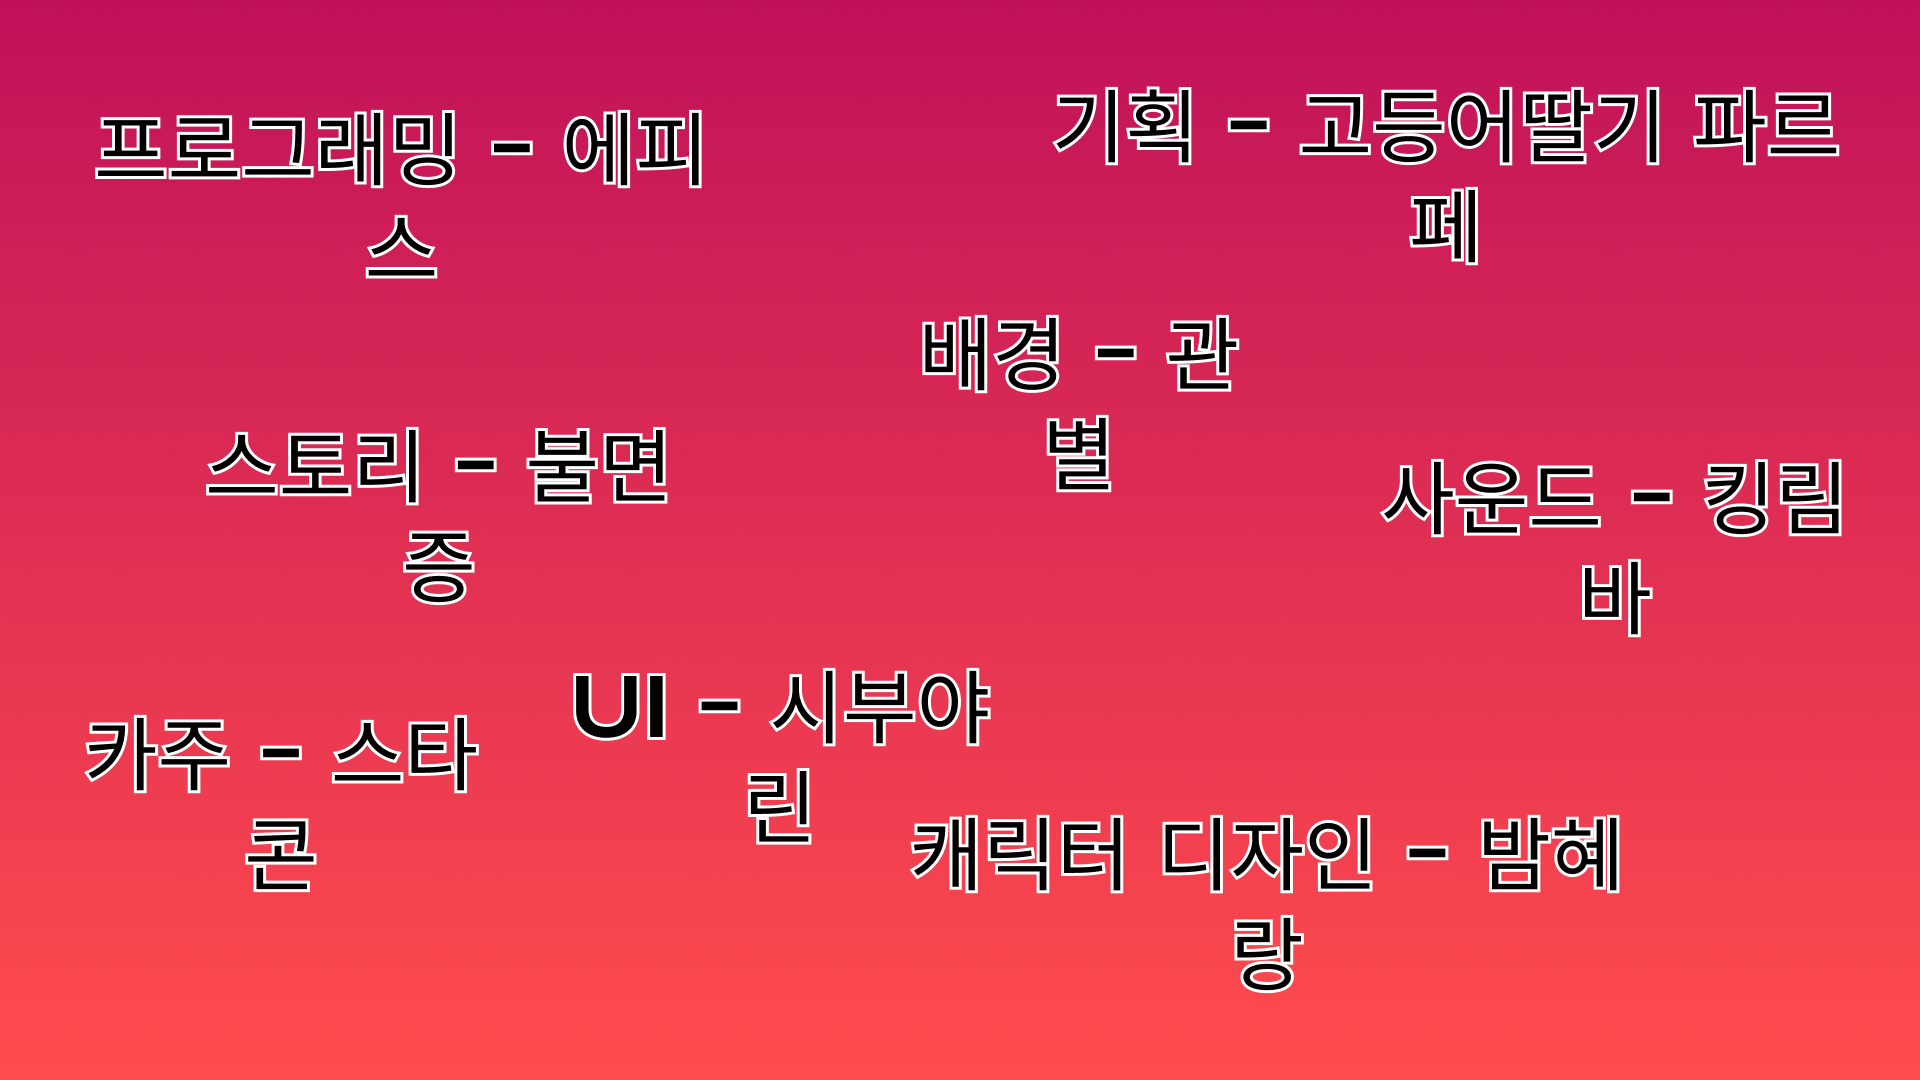 프로그래밍 - 에피
스
기획 - 고등어딸기 파르
페
배경 - 관
별
스토리 - 불면
증
사운드 - 킹림
바
UI - 시부야
린
카주 - 스타
콘
캐릭터 디자인 - 밤혜
랑